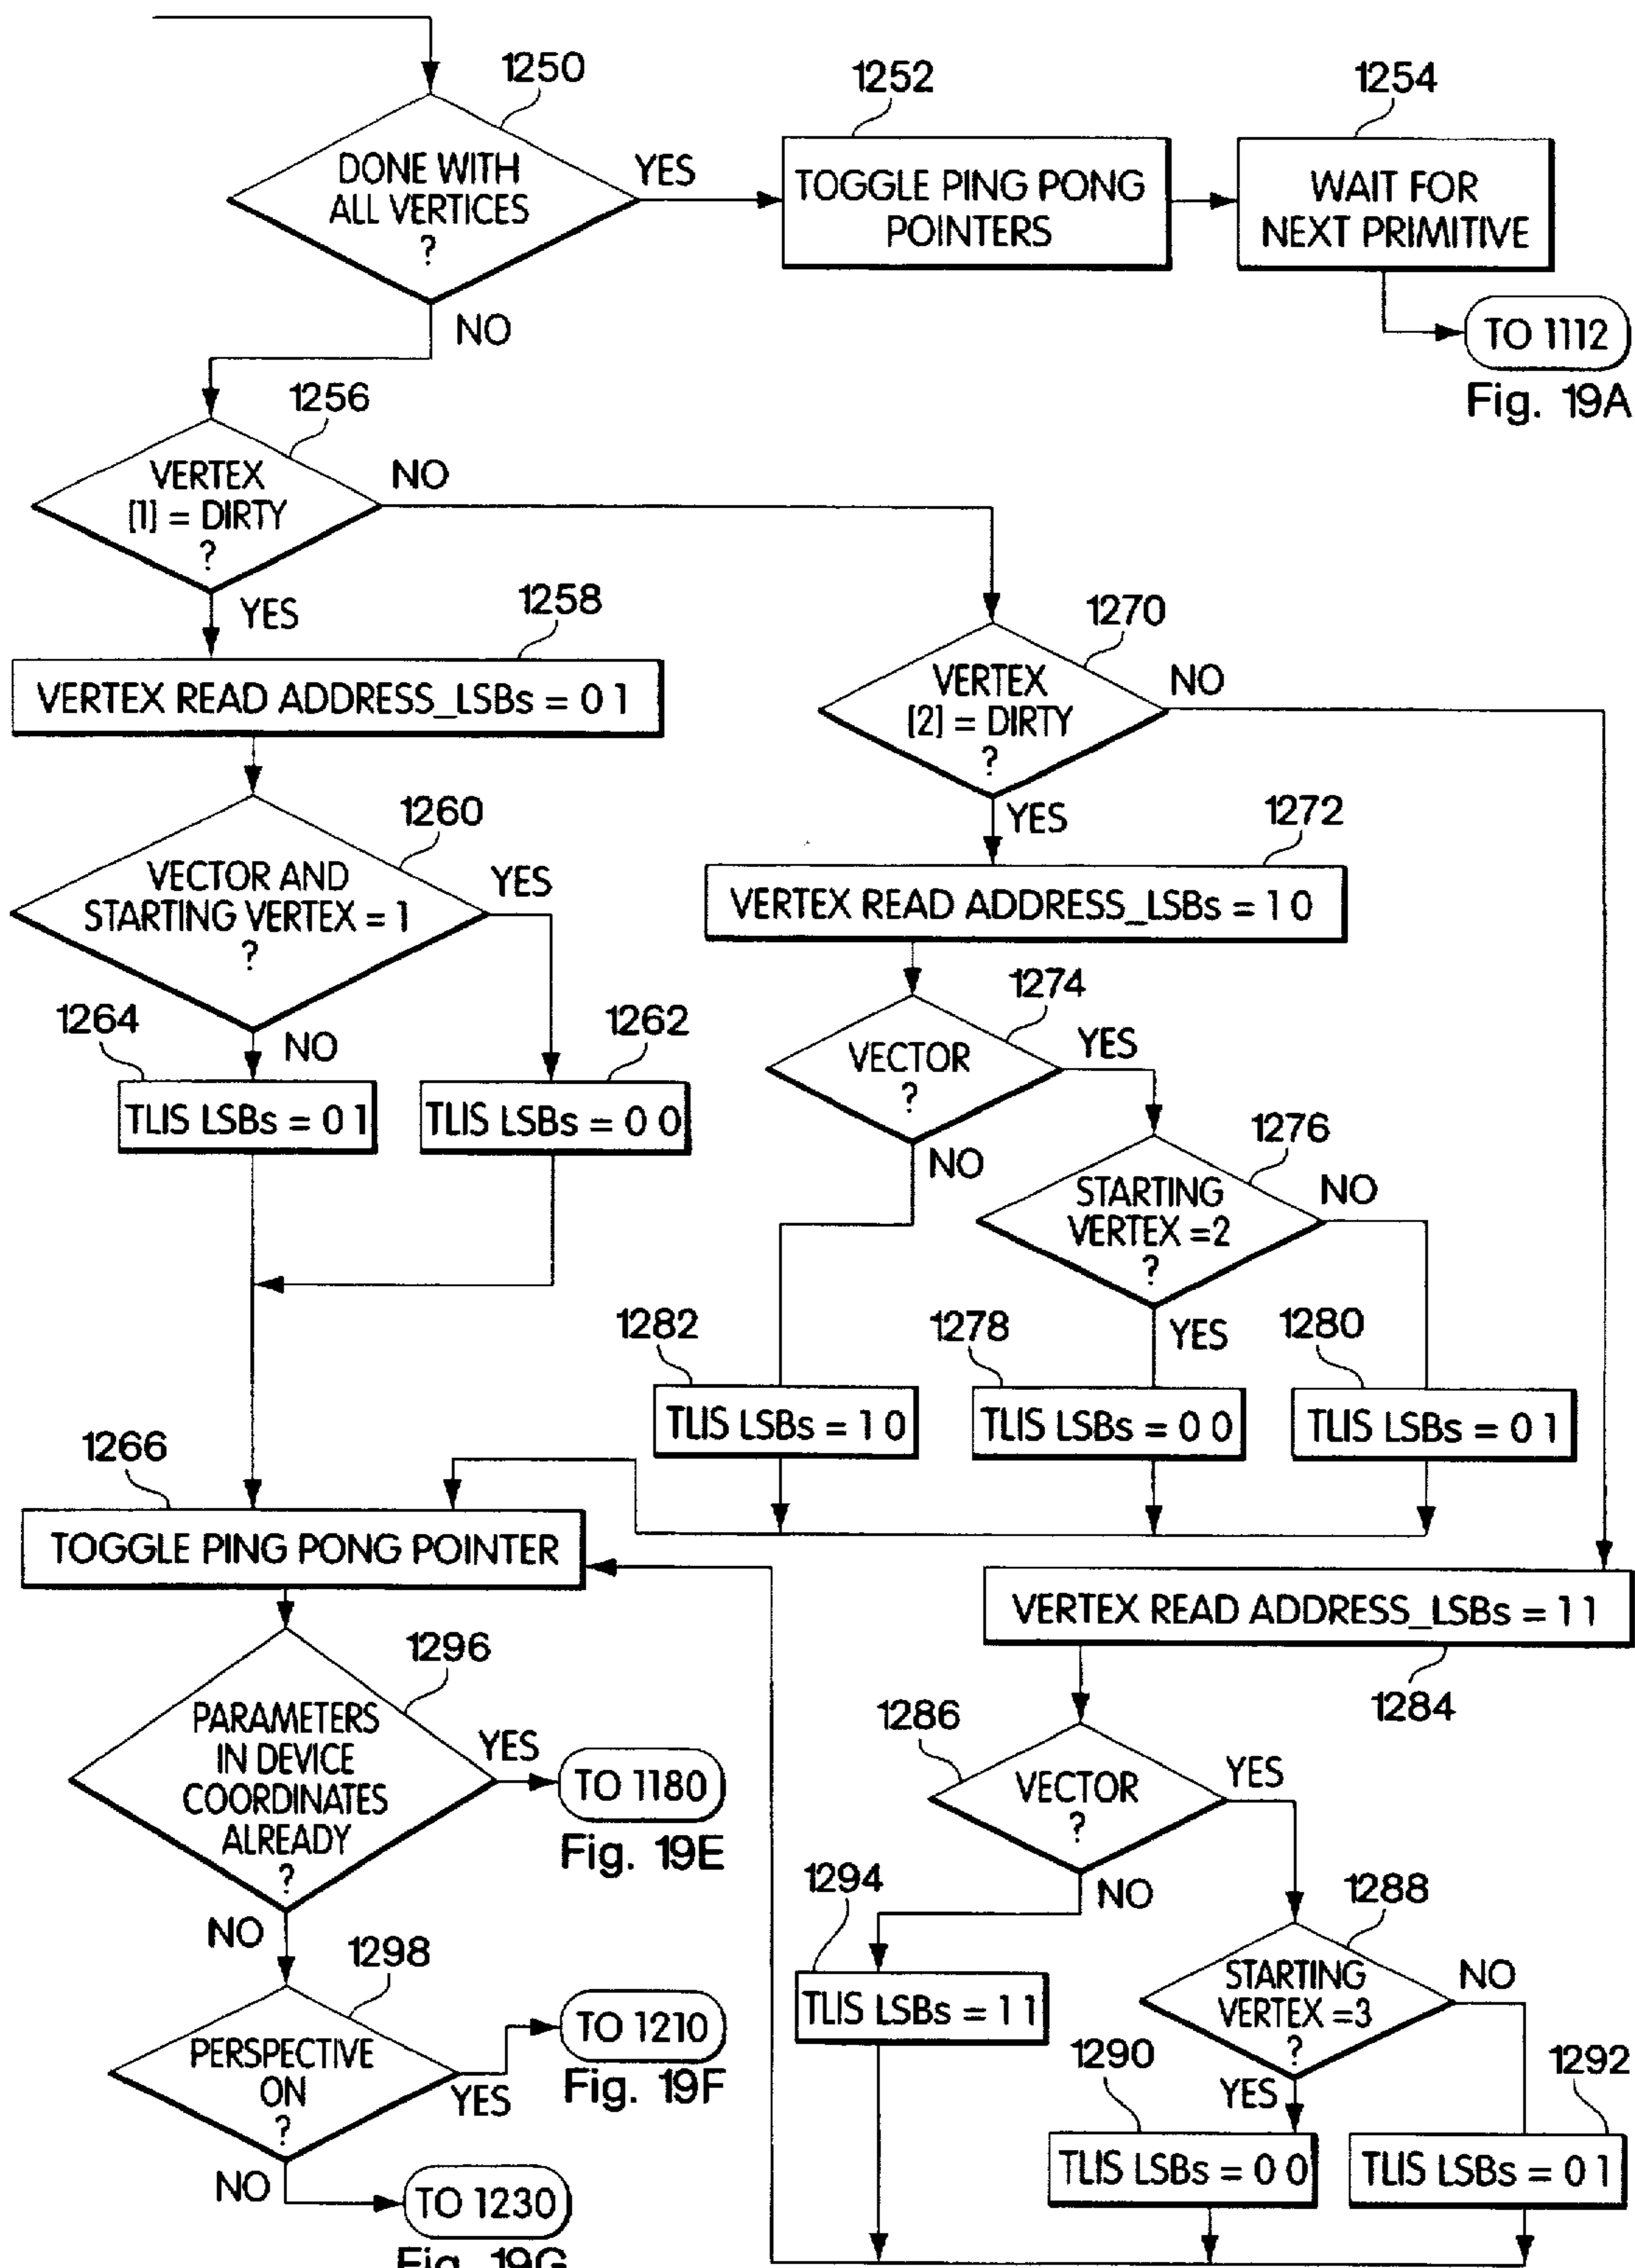 1250
DONE WITH
ALL VERTICES
?
YES
NO
1252
TOGGLE PING PONG
POINTERS
1254
WAIT FOR
NEXT PRIMITIVE
TO 1112
Fig. 19A
1256
VERTEX
[1] = DIRTY
?
NO
YES
1258
VERTEX READ ADDRESS_LSBs = 0 1
1260
VECTOR AND
STARTING VERTEX = 1
?
YES
NO
1264
TLIS LSBs = 0 1
1262
TLIS LSBs = 0 0
1270
VERTEX
[2] = DIRTY
?
NO
YES
1272
VERTEX READ ADDRESS_LSBs = 1 0
1274
VECTOR
?
YES
NO
1276
STARTING
VERTEX =2
?
NO
YES
1282
TLIS LSBs = 1 0
1278
TLIS LSBs = 0 0
1280
TLIS LSBs = 0 1
1266
TOGGLE PING PONG POINTER
VERTEX READ ADDRESS_LSBs = 1 1
1284
1296
PARAMETERS
IN DEVICE
COORDINATES
ALREADY
?
YES
TO 1180
Fig. 19E
NO
1298
PERSPECTIVE
ON
?
YES
TO 1210
Fig. 19F
NO
TO 1230
Fig. 19G
1286
VECTOR
?
YES
NO
1294
TLIS LSBs = 1 1
1288
STARTING
VERTEX =3
?
NO
YES
1290
TLIS LSBs = 0 0
1292
TLIS LSBs = 0 1